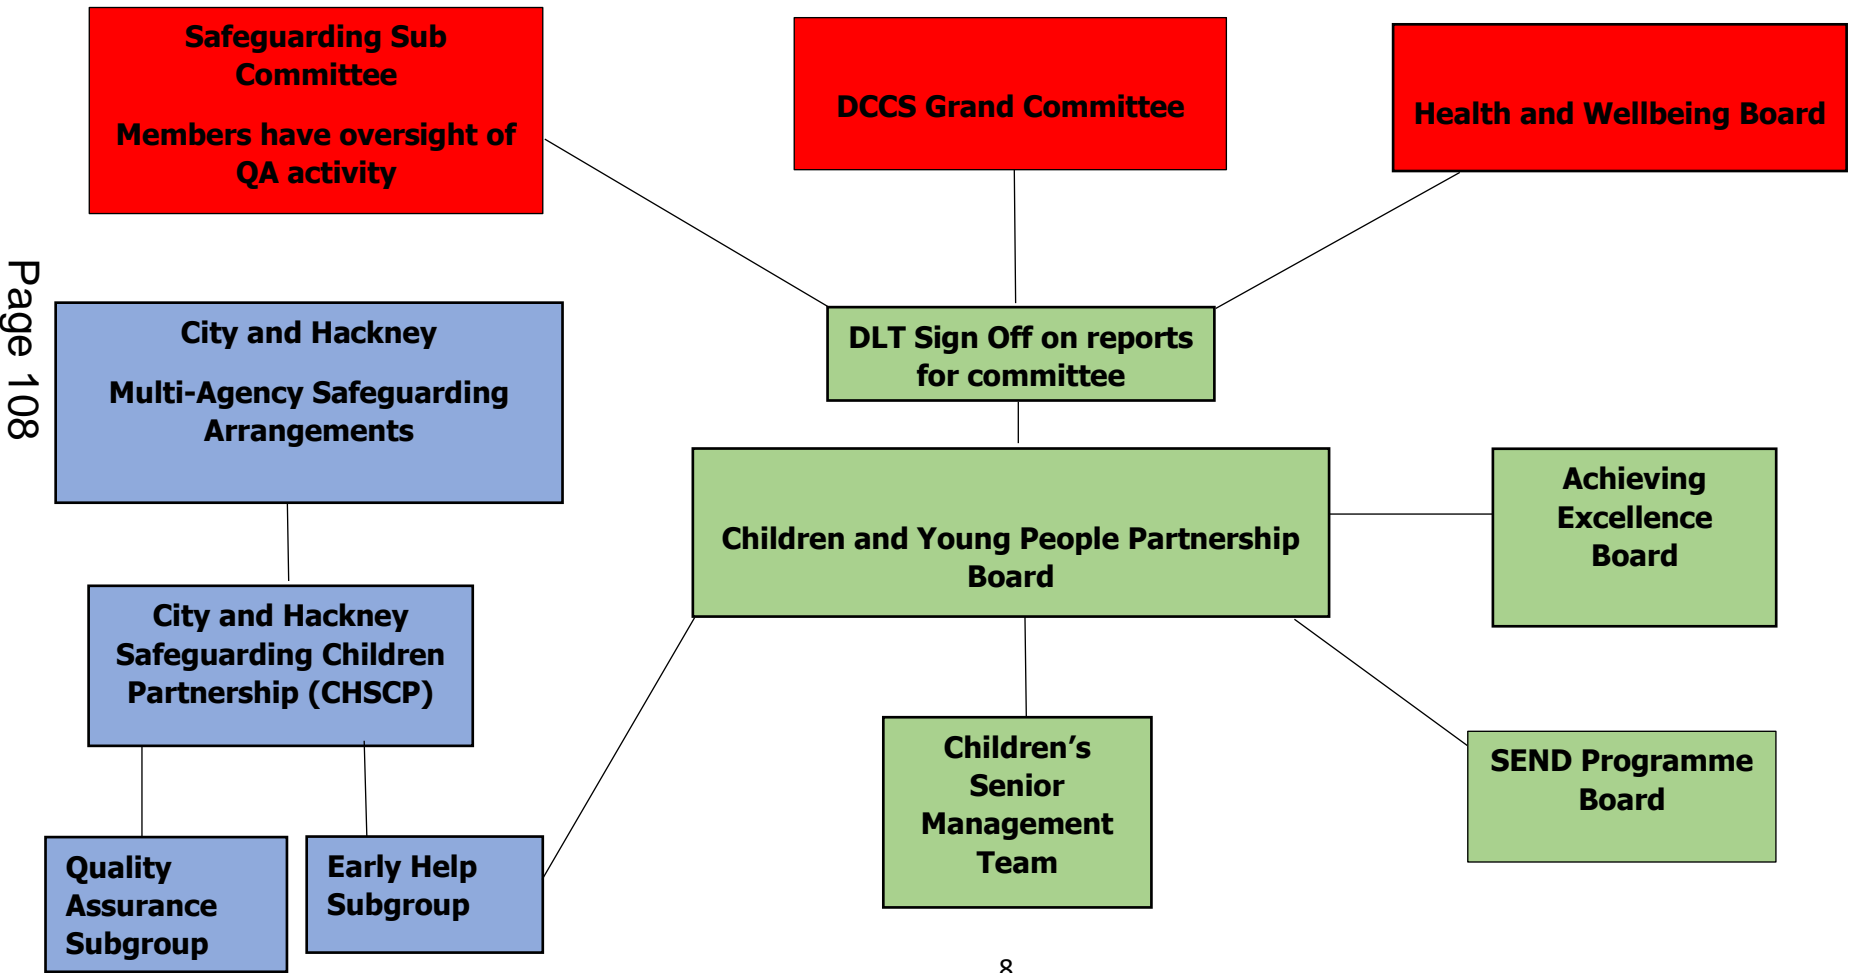 Safeguarding Sub
Committee
Members have oversight of
QA activity
DCCS Grand Committee
Health and Wellbeing Board
Page 108
City and Hackney
Multi-Agency Safeguarding
Arrangements
DLT Sign Off on reports
for committee
Children and Young People Partnership
Board
Achieving
Excellence
Board
City and Hackney
Safeguarding Children
Partnership (CHSCP)
Children’s
Senior
Management
Team
SEND Programme
Board
Quality
Assurance
Subgroup
Early Help
Subgroup
8